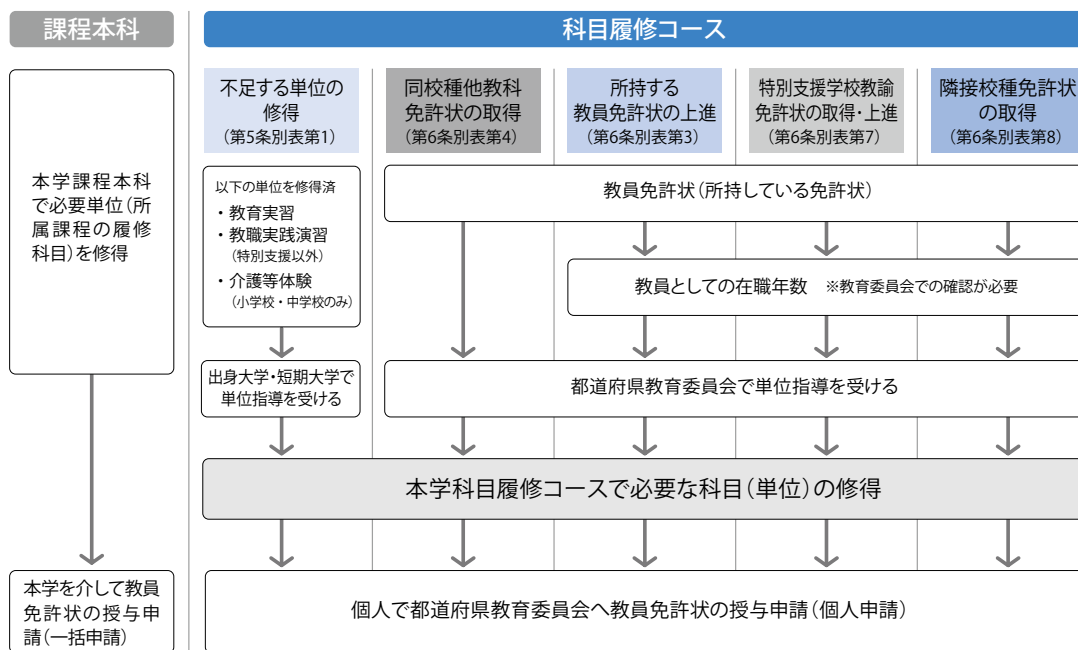 課程本科
科目履修コース
本学課程本科
で必要単位（所
属課程の履修
科目）を修得
不足する単位の
修得
（第5条別表第1）
同校種他教科
免許状の取得
（第6条別表第4）
所持する
教員免許状の上進
（第6条別表第3）
特別支援学校教諭
免許状の取得・上進
（第6条別表第7）
隣接校種免許状
の取得
（第6条別表第8）
以下の単位を修得済
・教育実習
・教職実践演習
（特別支援以外）
・介護等体験
（小学校・中学校のみ）
教員免許状（所持している免許状）
教員としての在職年数 ※教育委員会での確認が必要
出身大学・短期大学で
単位指導を受ける
都道府県教育委員会で単位指導を受ける
本学科目履修コースで必要な科目（単位）の修得
本学を介して教員
免許状の授与申
請（一括申請）
個人で都道府県教育委員会へ教員免許状の授与申請（個人申請）